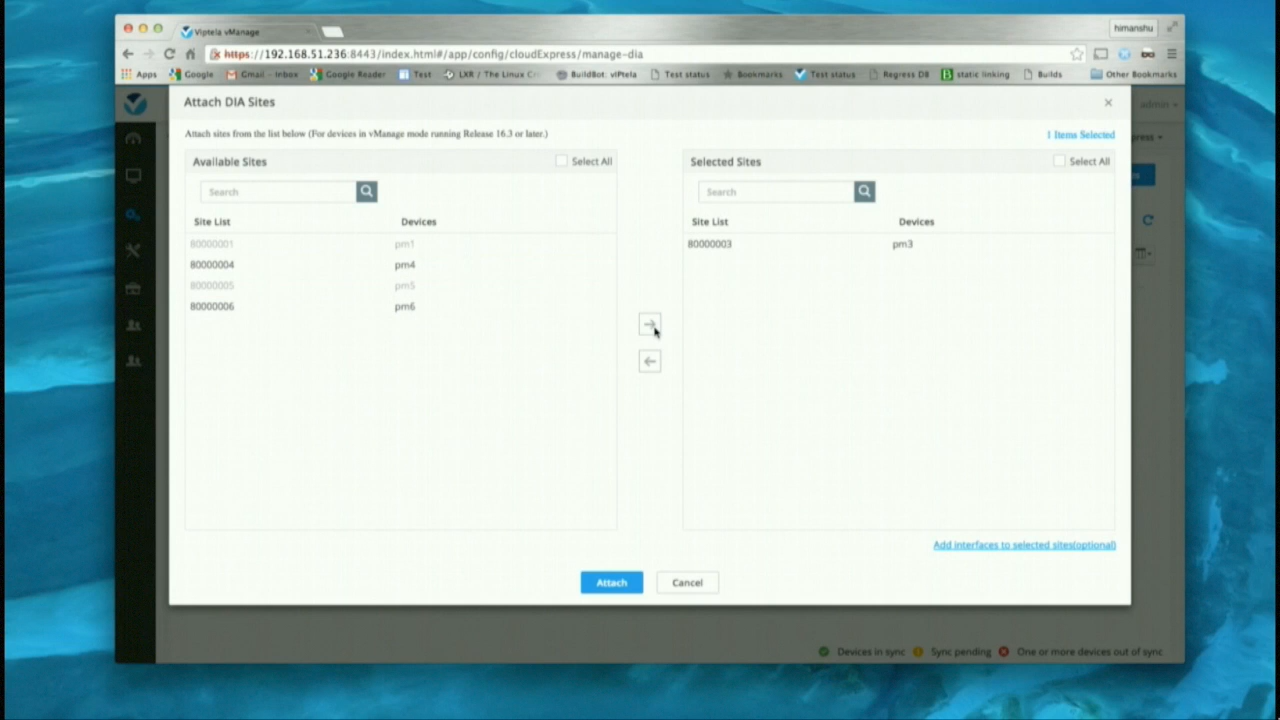 Viptela vManage
himanshu
https://192.168.51.236:8443/index.html#/app/config/cloudExpress/manage-dia
Apps Google Gmail - Inbox Google Reader Test LXR / The Linux Cr BuildBot: viPtela Test status Bookmarks Test status Regress DB static linking Builds Other Bookmarks
Attach DIA Sites
admin
Attach sites from the list below (For devices in vManage mode running Release 16.3 or later.)
1 Items Selected
press
Available Sites Select All
Selected Sites Select All
Search
Search
Site List Devices
Site List Devices
80000001 pm1
80000003 pm3
80000004 pm4
80000005 pm5
80000006 pm6
Add interfaces to selected sites(optional)
Attach Cancel
Devices in sync Sync pending One or more devices out of sync